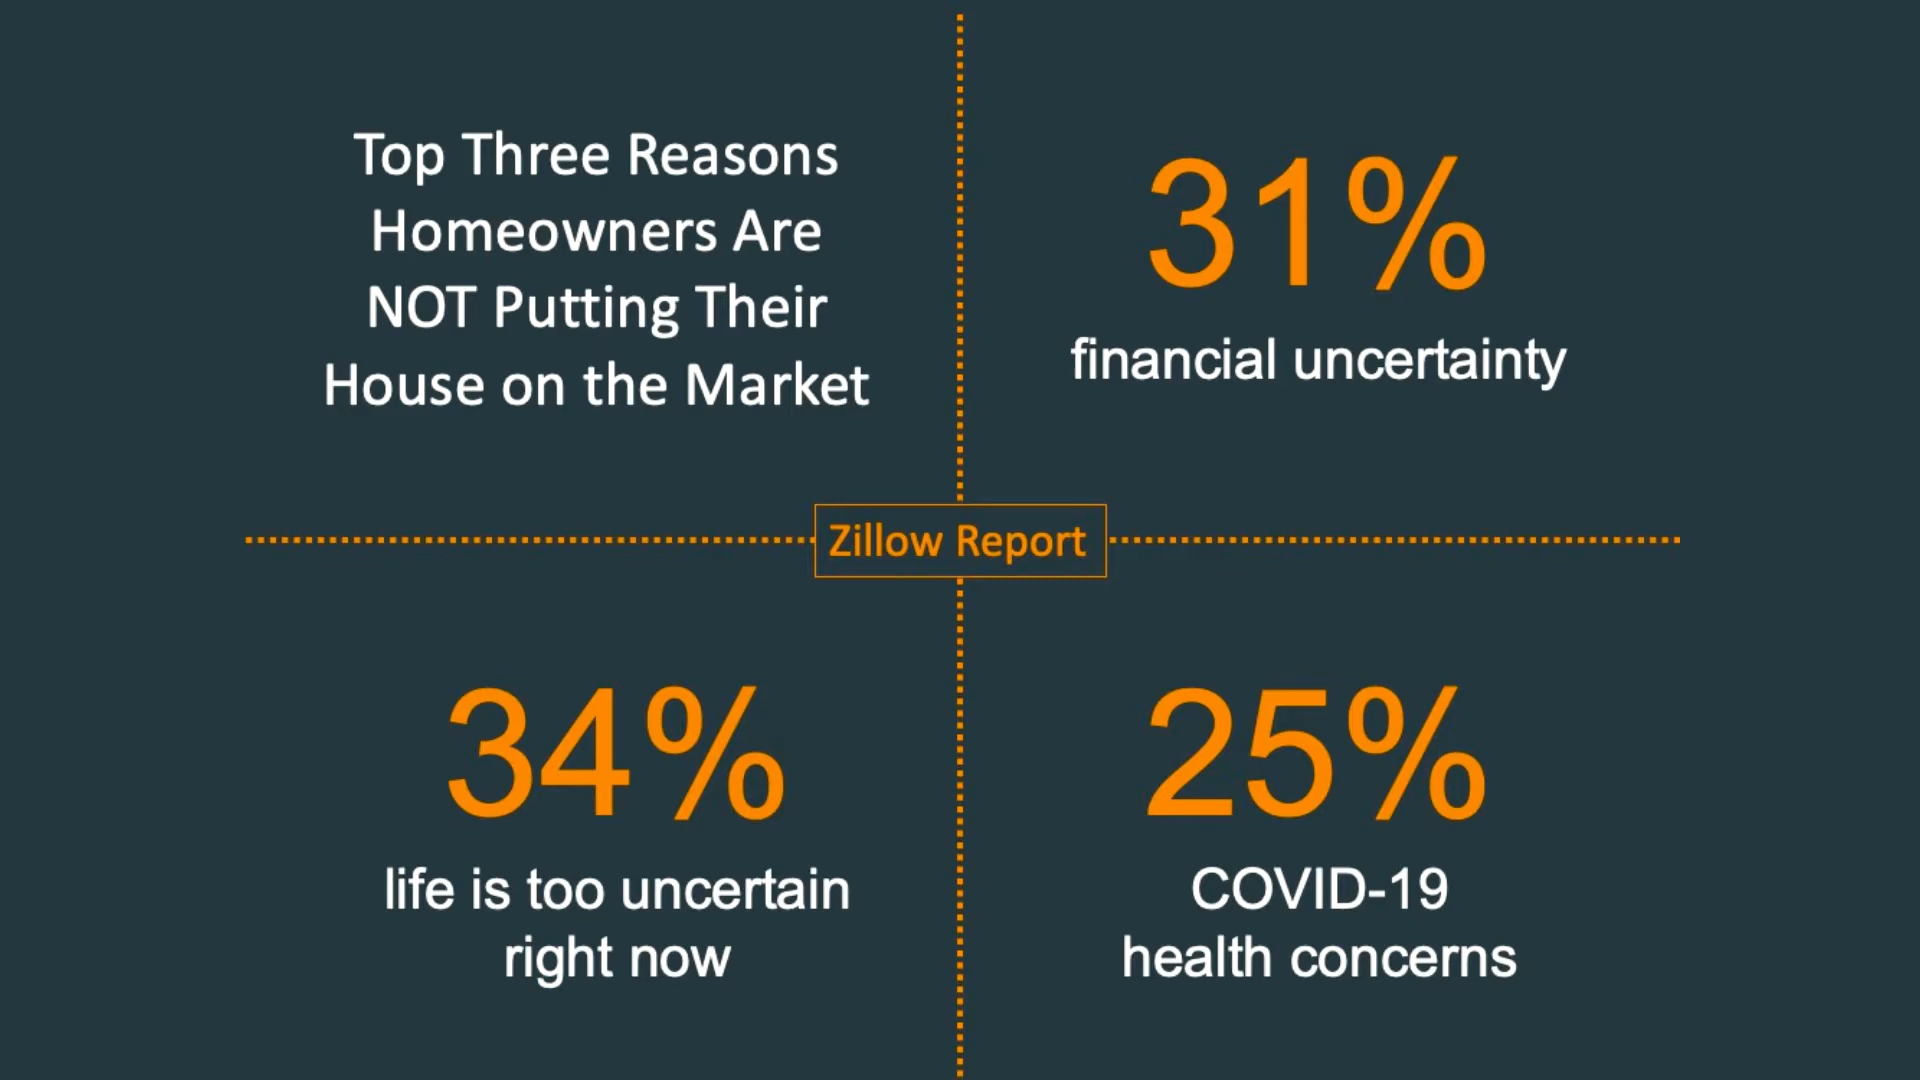 Top Three Reasons
Homeowners Are
NOT Putting Their
House on the Market
31%
financial uncertainty
Zillow Report
34%
life is too uncertain
right now
25%
COVID-19
health concerns